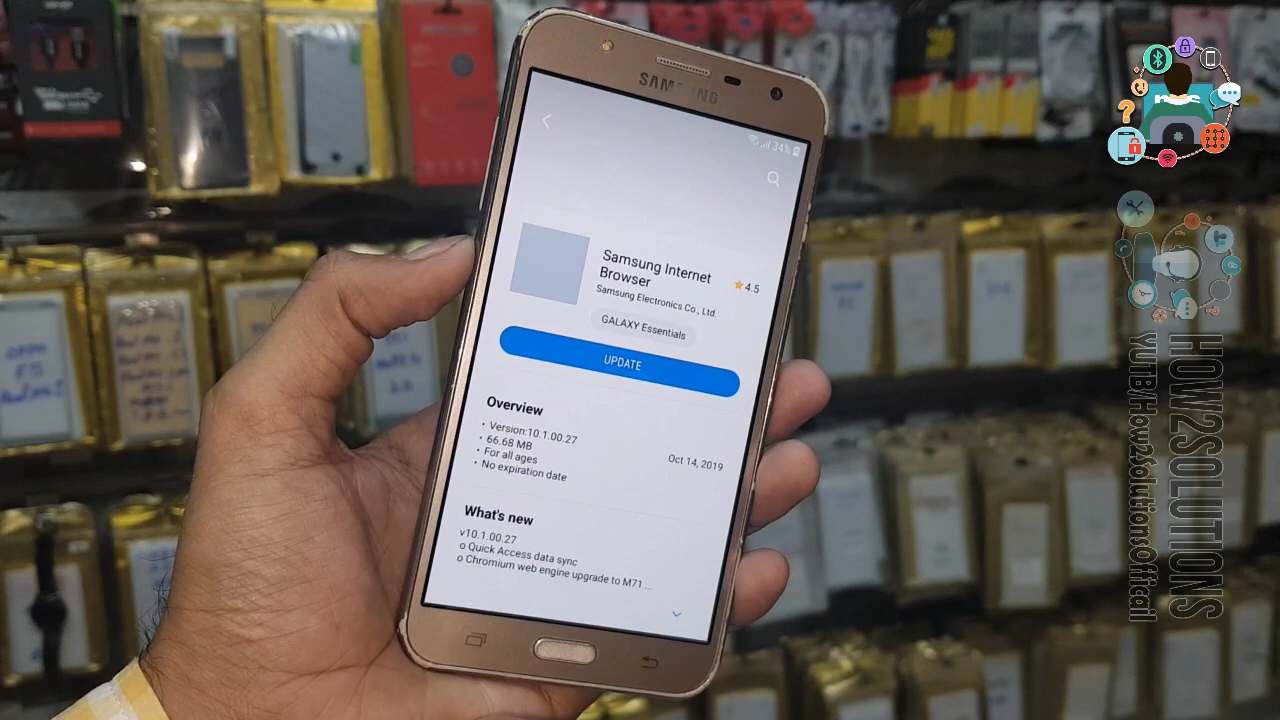 SAMSUNG
34%
Samsung Internet
Browser
4.5
Samsung Electronics Co., Ltd.
GALAXY Essentials
UPDATE
Overview
• Version:10.1.00.27
• 66.68 MB
• For all ages
• No expiration date
Oct 14, 2019
What's new
v10.1.00.27
o Quick Access data sync
o Chromium web engine upgrade to M71 ...
HOW2SOLUTIONS
YUTB/How2solutionsOfficail